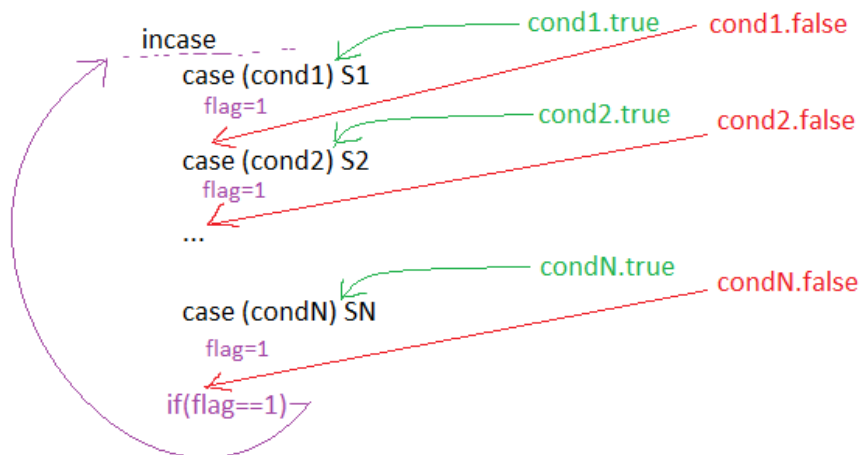 incase
cond1.true
cond1.false
case (cond1) S1
flag=1
cond2.true
cond2.false
case (cond2) S2
flag=1
...
condN.true
condN.false
case (condN) SN
flag=1
if(flag==1)